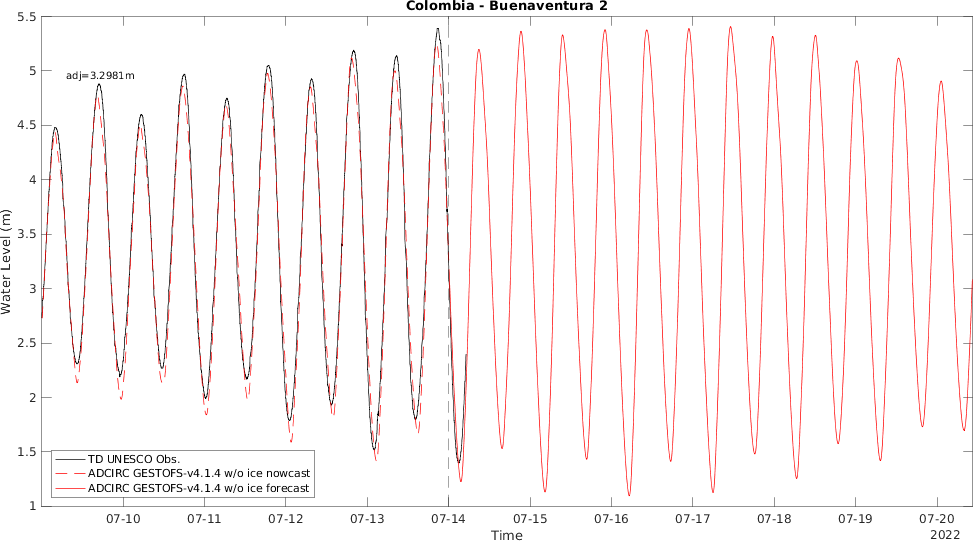 Colombia - Buenaventura 2
adj=3.2981m
Water Level (m)
5.5
5
4.5
4
3.5
3
2.5
2
1.5
1
TD UNESCO Obs.
ADCIRC GESTOFS-v4.1.4 w/o ice nowcast
ADCIRC GESTOFS-v4.1.4 w/o ice forecast
07-10 07-11 07-12 07-13 07-14 07-15 07-16 07-17 07-18 07-19 07-20
2022
Time